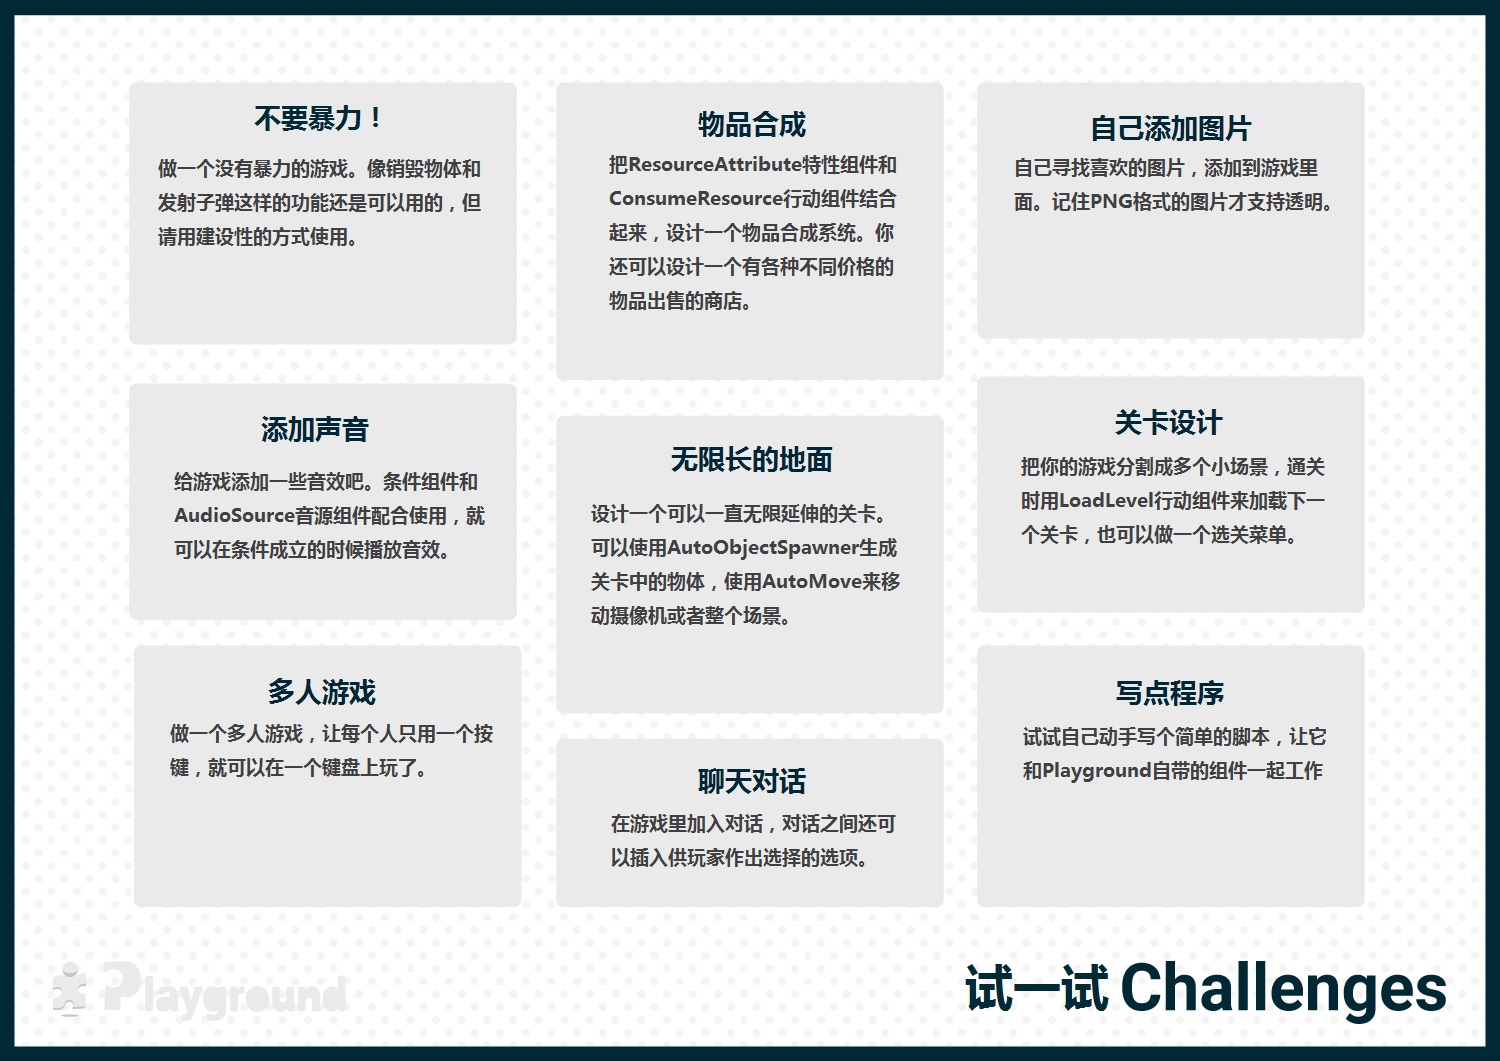 不要暴力！
做一个没有暴力的游戏。像销毁物体和
发射子弹这样的功能还是可以用的，但
请用建设性的方式使用。
物品合成
把ResourceAttribute特性组件和
ConsumeResource行动组件结合
起来，设计一个物品合成系统。你
还可以设计一个有各种不同价格的
物品出售的商店。
自己添加图片
自己寻找喜欢的图片，添加到游戏里
面。记住PNG格式的图片才支持透明。
添加声音
给游戏添加一些音效吧。条件组件和
AudioSource音源组件配合使用，就
可以在条件成立的时候播放音效。
无限长的地面
设计一个可以一直无限延伸的关卡。
可以使用AutoObjectSpawner生成
关卡中的物体，使用AutoMove来移
动摄像机或者整个场景。
关卡设计
把你的游戏分割成多个小场景，通关
时用LoadLevel行动组件来加载下一
个关卡，也可以做一个选关菜单。
多人游戏
做一个多人游戏，让每个人只用一个按
键，就可以在一个键盘上玩了。
聊天对话
在游戏里加入对话，对话之间还可
以插入供玩家作出选择的选项。
写点程序
试试自己动手写个简单的脚本，让它
和Playground自带的组件一起工作
Playground
试一试 Challenges